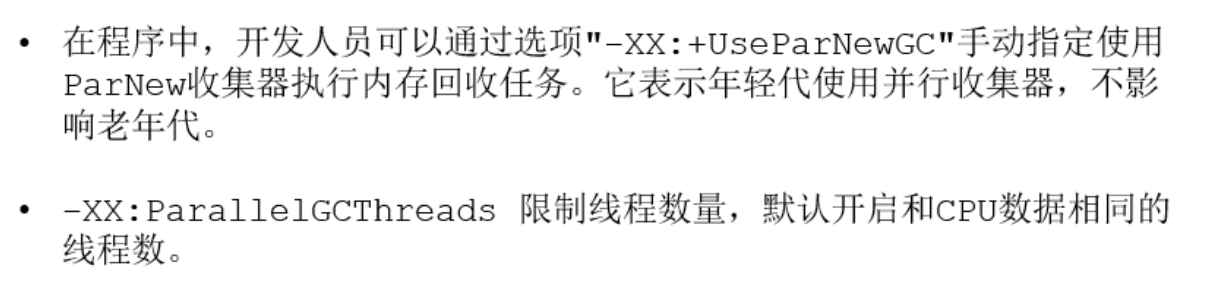 • 在程序中，开发人员可以通过选项"-XX:+UseParNewGC"手动指定使用
ParNew收集器执行内存回收任务。它表示年轻代使用并行收集器，不影
响老年代。
• -XX:ParallelGCThreads 限制线程数量，默认开启和CPU数据相同的
线程数。